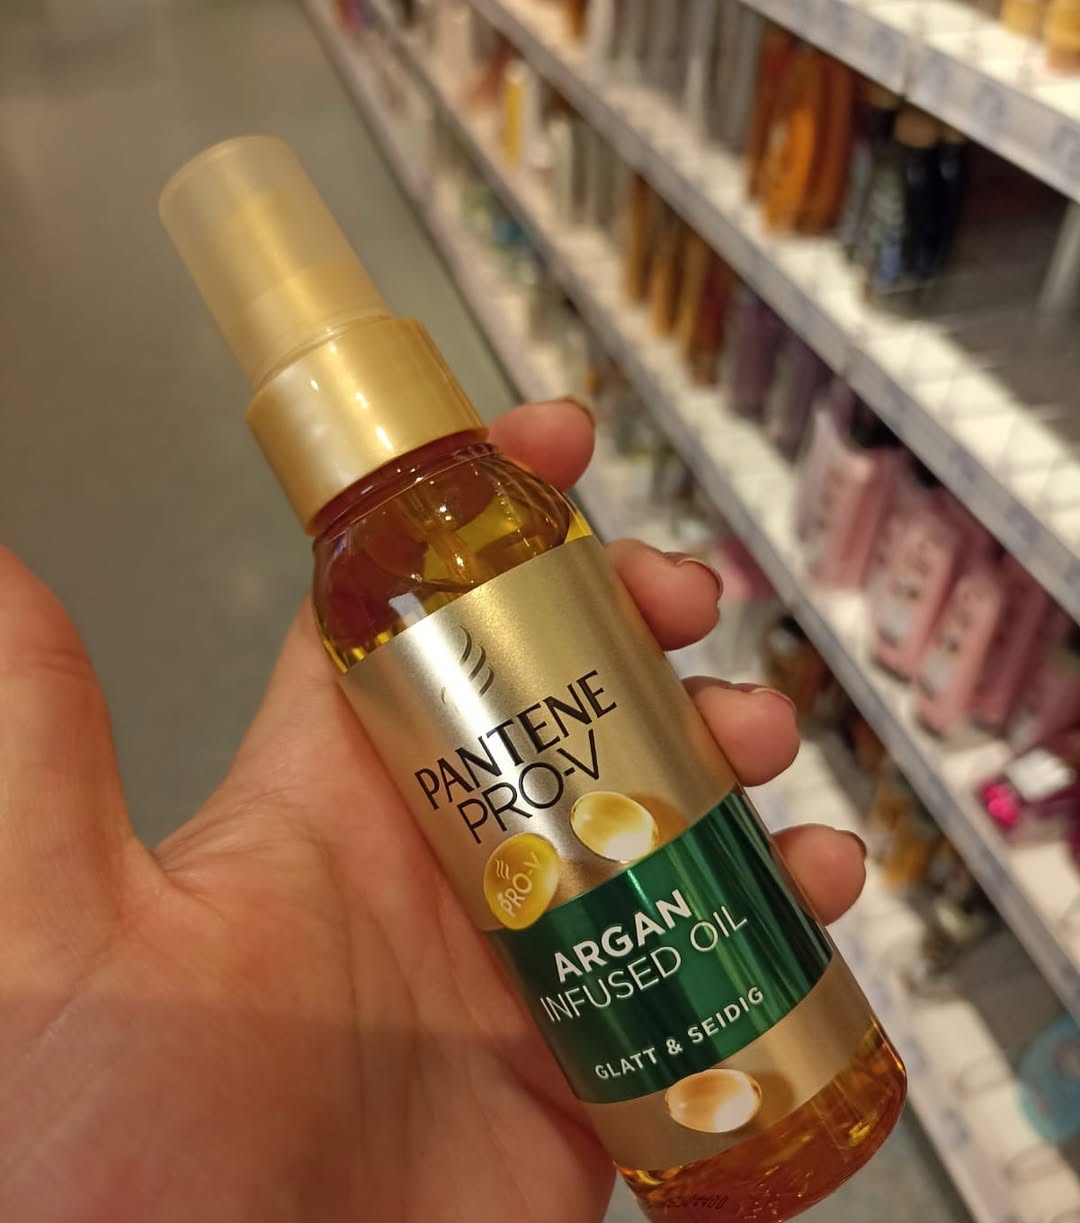 PANTENE
PRO-V
PRO-V
ARGAN
INFUSED OIL
GLATT & SEIDIG